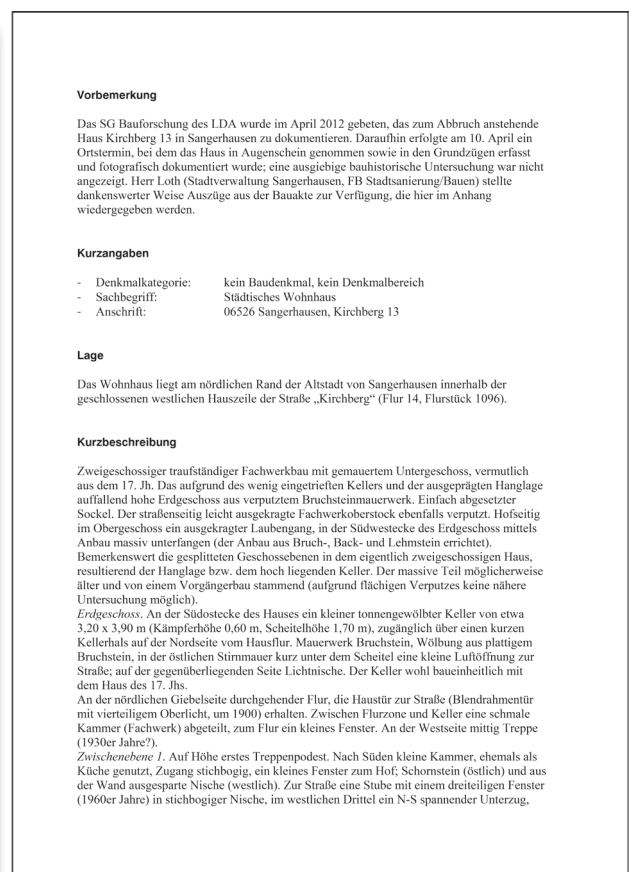 Vorbemerkung
Das SG Bauforschung des LDA wurde im April 2012 gebeten, das zum Abbruch anstehende
Haus Kirchberg 13 in Sangerhausen zu dokumentieren. Daraufhin erfolgte am 10. April ein
Ortstermin, bei dem das Haus in Augenschein genommen sowie in den Grundzügen erfasst
und fotografisch dokumentiert wurde; eine ausgiebige bauhistorische Untersuchung war nicht
angezeigt. Herr Loth (Stadtverwaltung Sangerhausen, FB Stadtsanierung/Bauen) stellte
dankenswerter Weise Auszüge aus der Bauakte zur Verfügung, die hier im Anhang
wiedergegeben werden.
Kurzangaben
- Denkmalkategorie: kein Baudenkmal, kein Denkmalbereich
- Sachbegriff: Städtisches Wohnhaus
- Anschrift: 06526 Sangerhausen, Kirchberg 13
Lage
Das Wohnhaus liegt am nördlichen Rand der Altstadt von Sangerhausen innerhalb der
geschlossenen westlichen Hauszeile der Straße „Kirchberg“ (Flur 14, Flurstück 1096).
Kurzbeschreibung
Zweigeschossiger traufständiger Fachwerkbau mit gemauertem Untergeschoss, vermutlich
aus dem 17. Jh. Das aufgrund des wenig eingetrieften Kellers und der ausgeprägten Hanglage
auffallend hohe Erdgeschoss aus verputztem Bruchsteinmauerwerk. Einfach abgesetzter
Sockel. Der straßenseitig leicht ausgekragte Fachwerkoberstock ebenfalls verputzt. Hofseitig
im Obergeschoss ein ausgekragter Laubengang, in der Südwestecke des Erdgeschoss mittels
Anbau massiv unterfangen (der Anbau aus Bruch-, Back- und Lehmstein errichtet).
Bemerkenswert die gesplitteten Geschossebenen in dem eigentlich zweigeschossigen Haus,
resultierend der Hanglage bzw. dem hoch liegenden Keller. Der massive Teil möglicherweise
älter und von einem Vorgängerbau stammend (aufgrund flächigen Verputzes keine nähere
Untersuchung möglich).
Erdgeschoss. An der Südostecke des Hauses ein kleiner tonnengewölbter Keller von etwa
3,20 x 3,90 m (Kämpferhöhe 0,60 m, Scheitelhöhe 1,70 m), zugänglich über einen kurzen
Kellerhals auf der Nordseite vom Hausflur. Mauerwerk Bruchstein, Wölbung aus plattigem
Bruchstein, in der östlichen Stirnmauer kurz unter dem Scheitel eine kleine Luftöffnung zur
Straße; auf der gegenüberliegenden Seite Lichtnische. Der Keller wohl baueinheitlich mit
dem Haus des 17. Jhs.
An der nördlichen Giebelseite durchgehender Flur, die Haustür zur Straße (Blendrahmentür
mit vierteiligem Oberlicht, um 1900) erhalten. Zwischen Flurzone und Keller eine schmale
Kammer (Fachwerk) abgeteilt, zum Flur ein kleines Fenster. An der Westseite mittig Treppe
(1930er Jahre?).
Zwischenebene 1. Auf Höhe erstes Treppenpodest. Nach Süden kleine Kammer, ehemals als
Küche genutzt, Zugang stichbogig, ein kleines Fenster zum Hof; Schornstein (östlich) und aus
der Wand ausgesparte Nische (westlich). Zur Straße eine Stube mit einem dreiteiligen Fenster
(1960er Jahre) in stichbogiger Nische, im westlichen Drittel ein N-S spannender Unterzug,